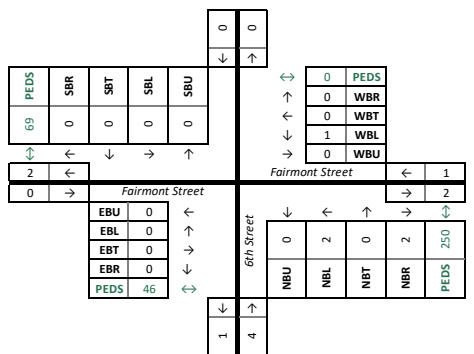 0 0
↓ ↑
PEDS SBR SBT SBL SBU
69 0 0 0 0
↕ ← ↓ → ↑
↔ 0 PEDS
↑ 0 WBR
← 0 WBT
↓ 1 WBL
→ 0 WBU
2 ←
Fairmont Street
← 1
0 →
Fairmont Street
→ 2
EBU 0 ←
EBL 0 ↑
EBT 0 →
EBR 0 ↓
PEDS 46 ↔
6th Street
↓ ← ↑ → ↕
0 2 0 2 250
NBU NBL NBT NBR PEDS
↓ ↑
1 4